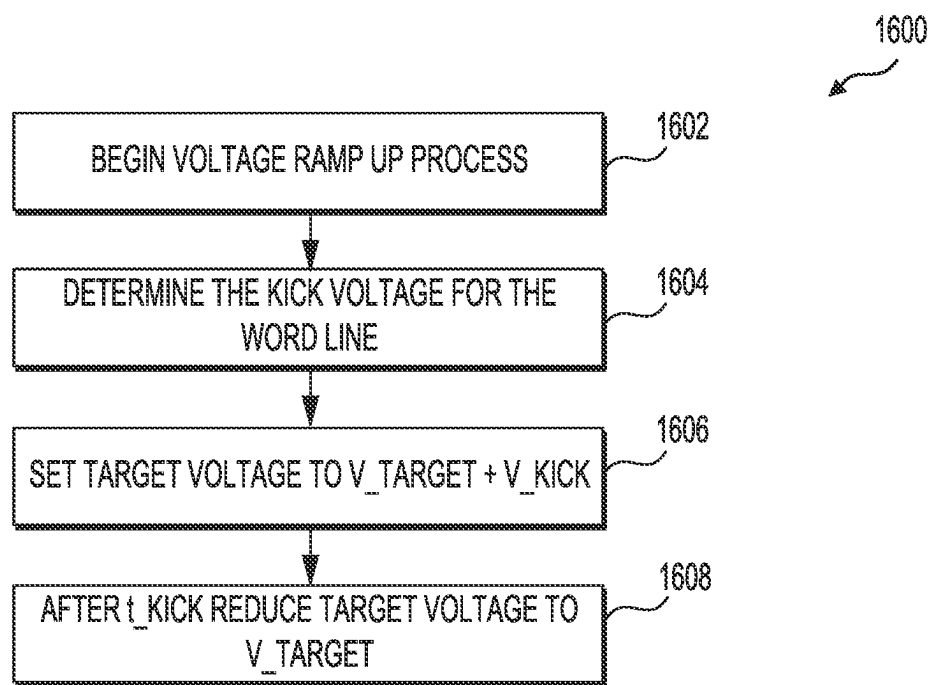 1600
BEGIN VOLTAGE RAMP UP PROCESS
1602
DETERMINE THE KICK VOLTAGE FOR THE
WORD LINE
1604
SET TARGET VOLTAGE TO V_TARGET + V_KICK
1606
AFTER t_KICK REDUCE TARGET VOLTAGE TO
V_TARGET
1608